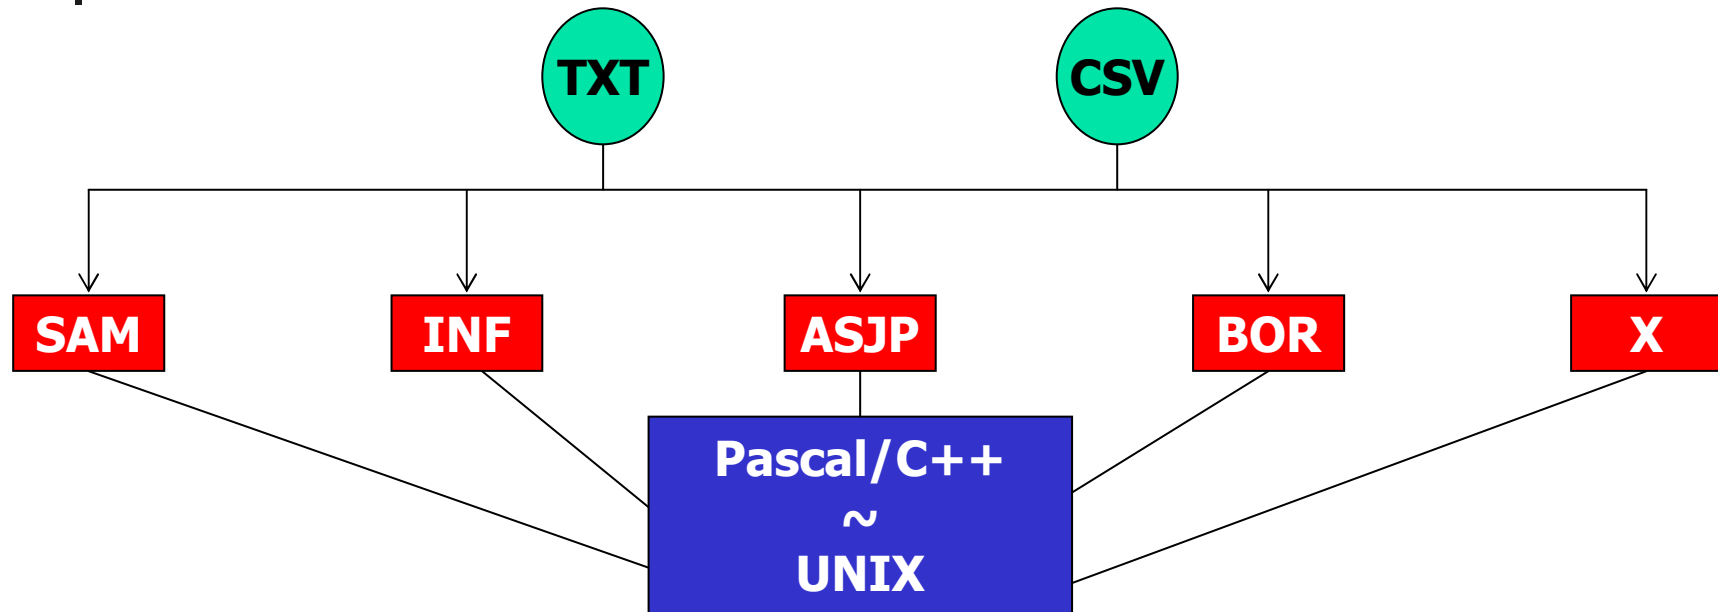 TXT
CSV
SAM
INF
ASJP
BOR
X
Pascal/C++
~
UNIX